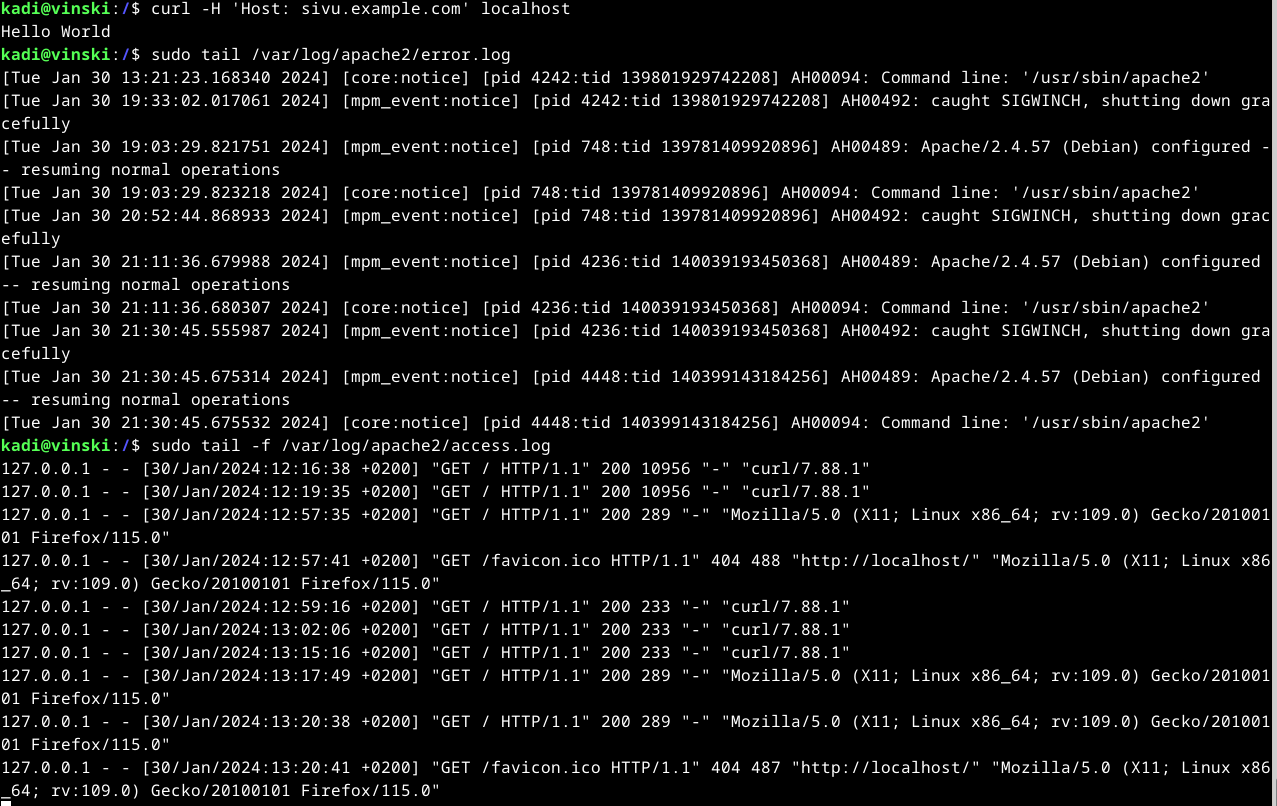 kadi@vinski:/$ curl -H 'Host: sivu.example.com' localhost
Hello World
kadi@vinski:/$ sudo tail /var/log/apache2/error.log
[Tue Jan 30 13:21:23.168340 2024] [core:notice] [pid 4242:tid 139801929742208] AH00094: Command line: '/usr/sbin/apache2'
[Tue Jan 30 19:33:02.017061 2024] [mpm_event:notice] [pid 4242:tid 139801929742208] AH00492: caught SIGWINCH, shutting down gra
cefully
[Tue Jan 30 19:03:29.821751 2024] [mpm_event:notice] [pid 748:tid 139781409920896] AH00489: Apache/2.4.57 (Debian) configured -
- resuming normal operations
[Tue Jan 30 19:03:29.823218 2024] [core:notice] [pid 748:tid 139781409920896] AH00094: Command line: '/usr/sbin/apache2'
[Tue Jan 30 20:52:44.868933 2024] [mpm_event:notice] [pid 748:tid 139781409920896] AH00492: caught SIGWINCH, shutting down grac
efully
[Tue Jan 30 21:11:36.679988 2024] [mpm_event:notice] [pid 4236:tid 140039193450368] AH00489: Apache/2.4.57 (Debian) configured
-- resuming normal operations
[Tue Jan 30 21:11:36.680307 2024] [core:notice] [pid 4236:tid 140039193450368] AH00094: Command line: '/usr/sbin/apache2'
[Tue Jan 30 21:30:45.555987 2024] [mpm_event:notice] [pid 4236:tid 140039193450368] AH00492: caught SIGWINCH, shutting down gra
cefully
[Tue Jan 30 21:30:45.675314 2024] [mpm_event:notice] [pid 4448:tid 140399143184256] AH00489: Apache/2.4.57 (Debian) configured
-- resuming normal operations
[Tue Jan 30 21:30:45.675532 2024] [core:notice] [pid 4448:tid 140399143184256] AH00094: Command line: '/usr/sbin/apache2'
kadi@vinski:/$ sudo tail -f /var/log/apache2/access.log
127.0.0.1 - - [30/Jan/2024:12:16:38 +0200] "GET / HTTP/1.1" 200 10956 "-" "curl/7.88.1"
127.0.0.1 - - [30/Jan/2024:12:19:35 +0200] "GET / HTTP/1.1" 200 10956 "-" "curl/7.88.1"
127.0.0.1 - - [30/Jan/2024:12:57:35 +0200] "GET / HTTP/1.1" 200 289 "-" "Mozilla/5.0 (X11; Linux x86_64; rv:109.0) Gecko/201001
01 Firefox/115.0"
127.0.0.1 - - [30/Jan/2024:12:57:41 +0200] "GET /favicon.ico HTTP/1.1" 404 488 "http://localhost/" "Mozilla/5.0 (X11; Linux x86
_64; rv:109.0) Gecko/20100101 Firefox/115.0"
127.0.0.1 - - [30/Jan/2024:12:59:16 +0200] "GET / HTTP/1.1" 200 233 "-" "curl/7.88.1"
127.0.0.1 - - [30/Jan/2024:13:02:06 +0200] "GET / HTTP/1.1" 200 233 "-" "curl/7.88.1"
127.0.0.1 - - [30/Jan/2024:13:15:16 +0200] "GET / HTTP/1.1" 200 233 "-" "curl/7.88.1"
127.0.0.1 - - [30/Jan/2024:13:17:49 +0200] "GET / HTTP/1.1" 200 289 "-" "Mozilla/5.0 (X11; Linux x86_64; rv:109.0) Gecko/201001
01 Firefox/115.0"
127.0.0.1 - - [30/Jan/2024:13:20:38 +0200] "GET / HTTP/1.1" 200 289 "-" "Mozilla/5.0 (X11; Linux x86_64; rv:109.0) Gecko/201001
01 Firefox/115.0"
127.0.0.1 - - [30/Jan/2024:13:20:41 +0200] "GET /favicon.ico HTTP/1.1" 404 487 "http://localhost/" "Mozilla/5.0 (X11; Linux x86
_64; rv:109.0) Gecko/20100101 Firefox/115.0"